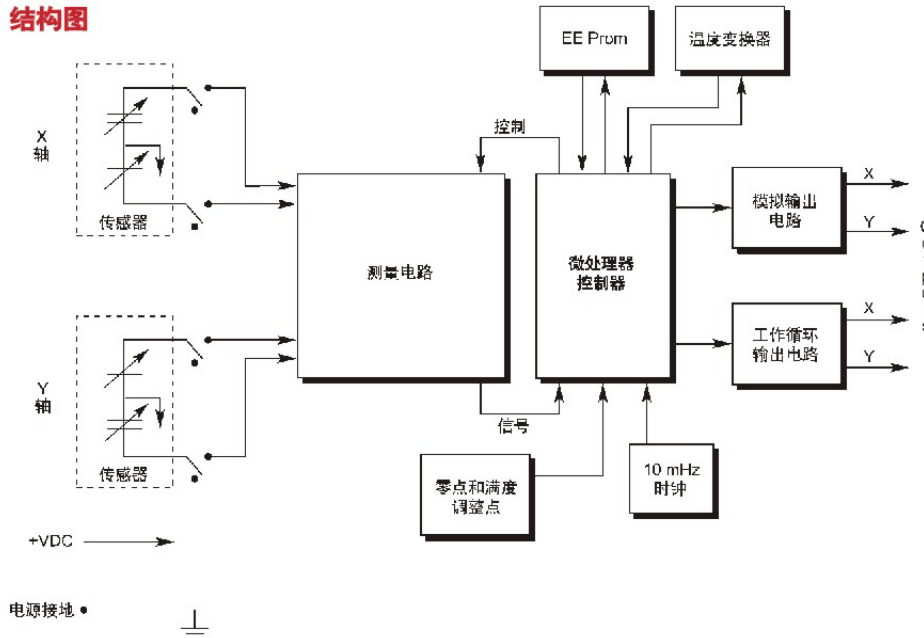 结构图
EE Prom
温度变换器
控制
X
轴
传感器
测量电路
微处理器
控制器
模拟输出
电路
X
Y
工作循环
输出电路
X
Y
Y
轴
传感器
信号
零点和满度
调整点
10 mHz
时钟
+VDC
电源接地